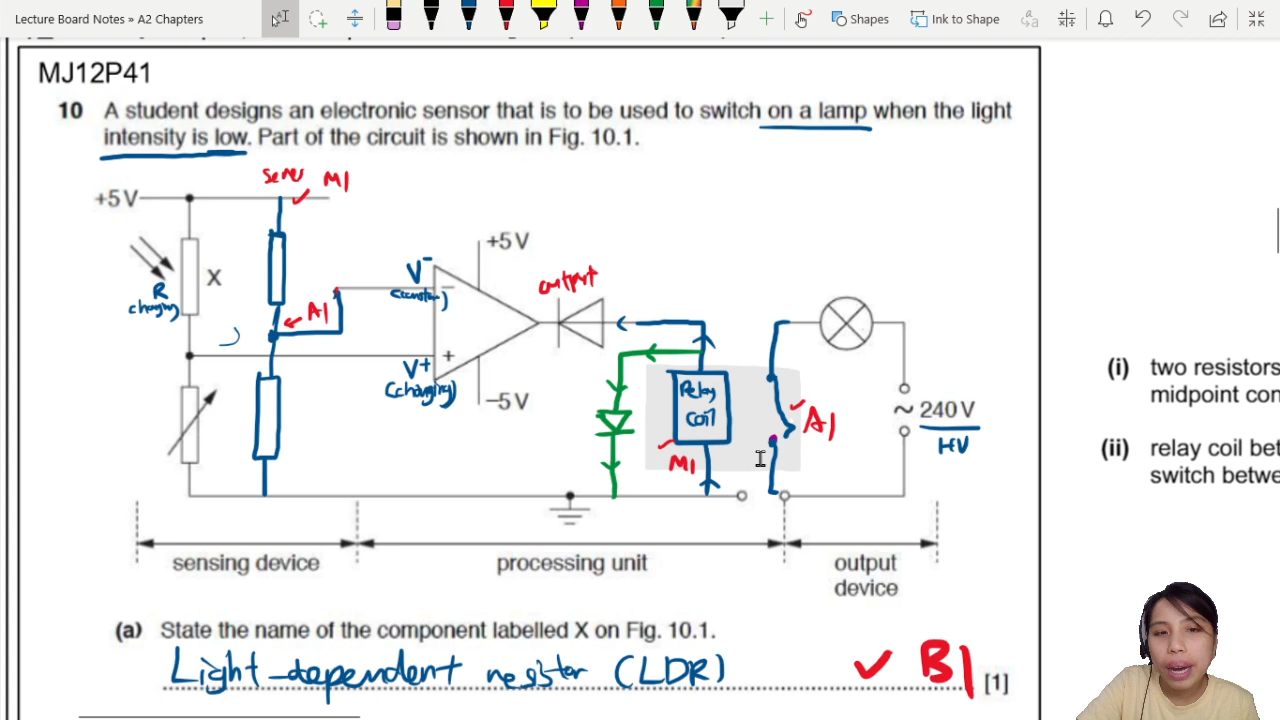 Lecture Board Notes » A2 Chapters
Shapes
Ink to Shape
MJ12P41
10 A student designs an electronic sensor that is to be used to switch on a lamp when the light
intensity is low. Part of the circuit is shown in Fig. 10.1.
series M1
+5 V
+5 V
output
X
R
changing
A1
V-
(constant)
−
V+
(changing)
+
−5 V
Relay
coil
M1
A1
~ 240 V
HV
(i) two resistors
midpoint con
(ii) relay coil bet
switch betwe
sensing device
processing unit
output
device
(a) State the name of the component labelled X on Fig. 10.1.
Light-dependent resistor (LDR)
✓ B1
[1]